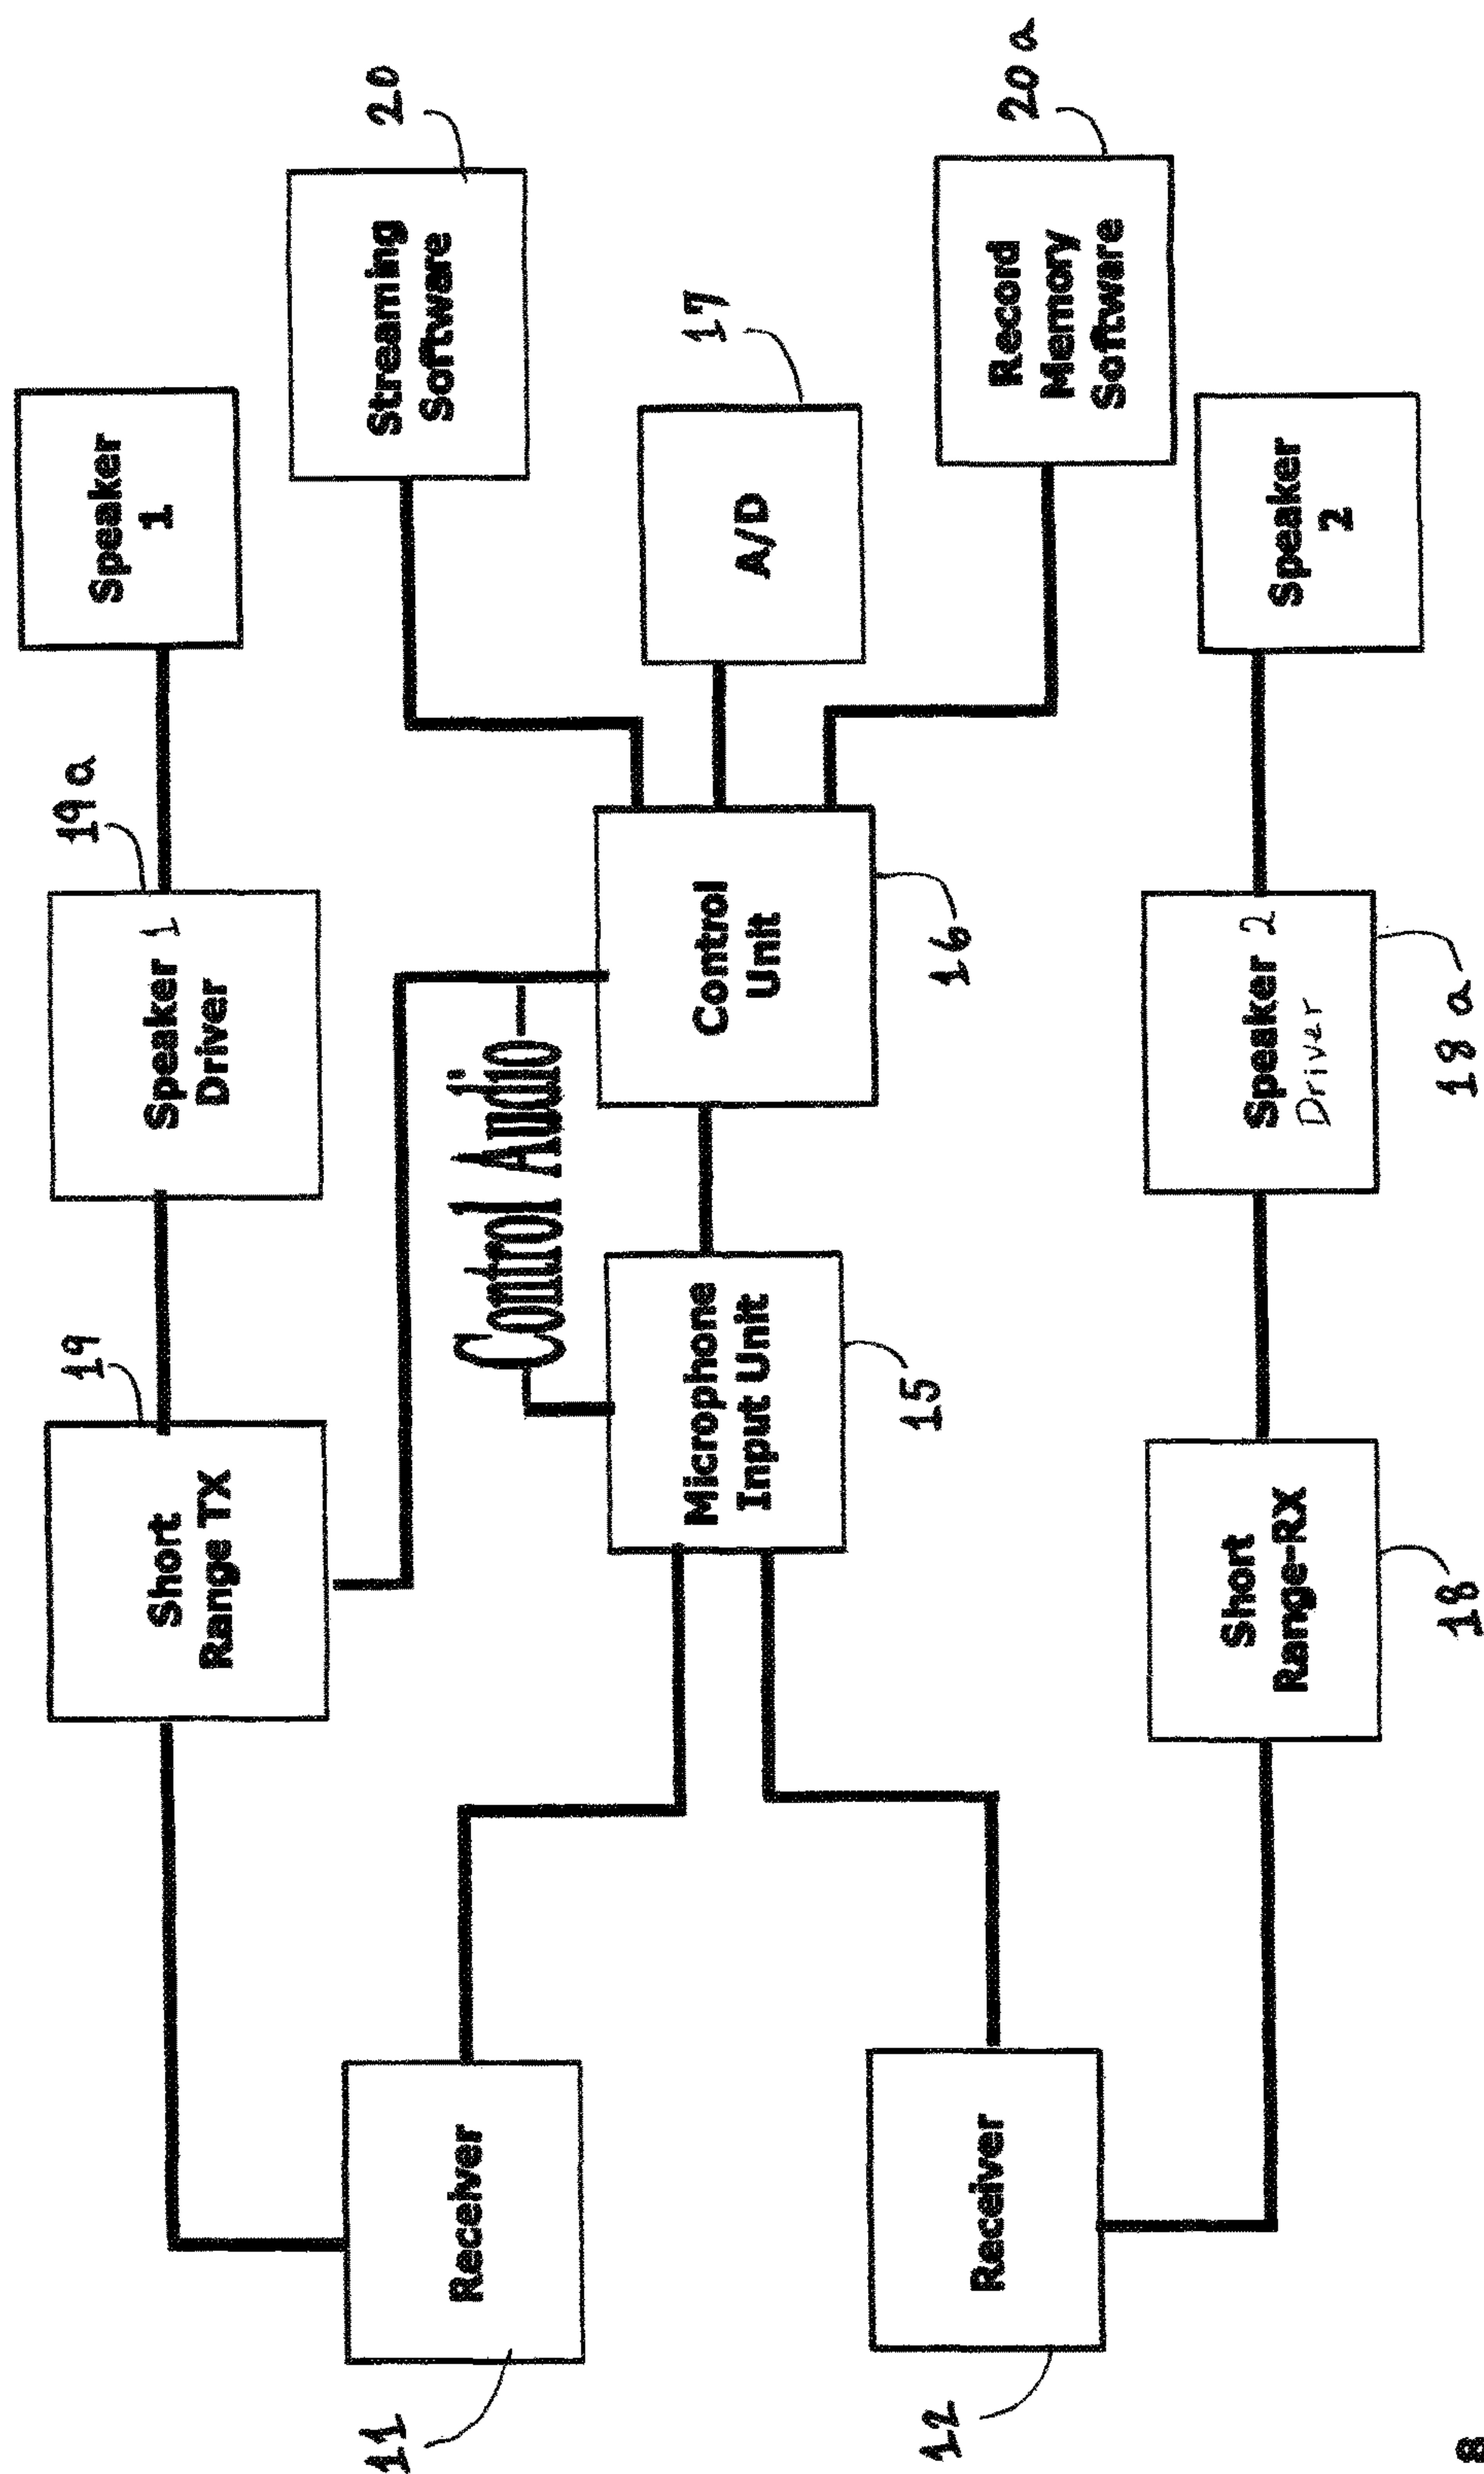 19
19a
Short
Range TX
Speaker 1
Driver
Speaker
1
11
Receiver
Control Audio
Streaming
Software
20
Microphone
Input Unit
15
Control
Unit
16
A/D
17
12
Receiver
Record
Memory
Software
20a
Short
Range-RX
18
Speaker 2
Driver
18a
Speaker
2
8